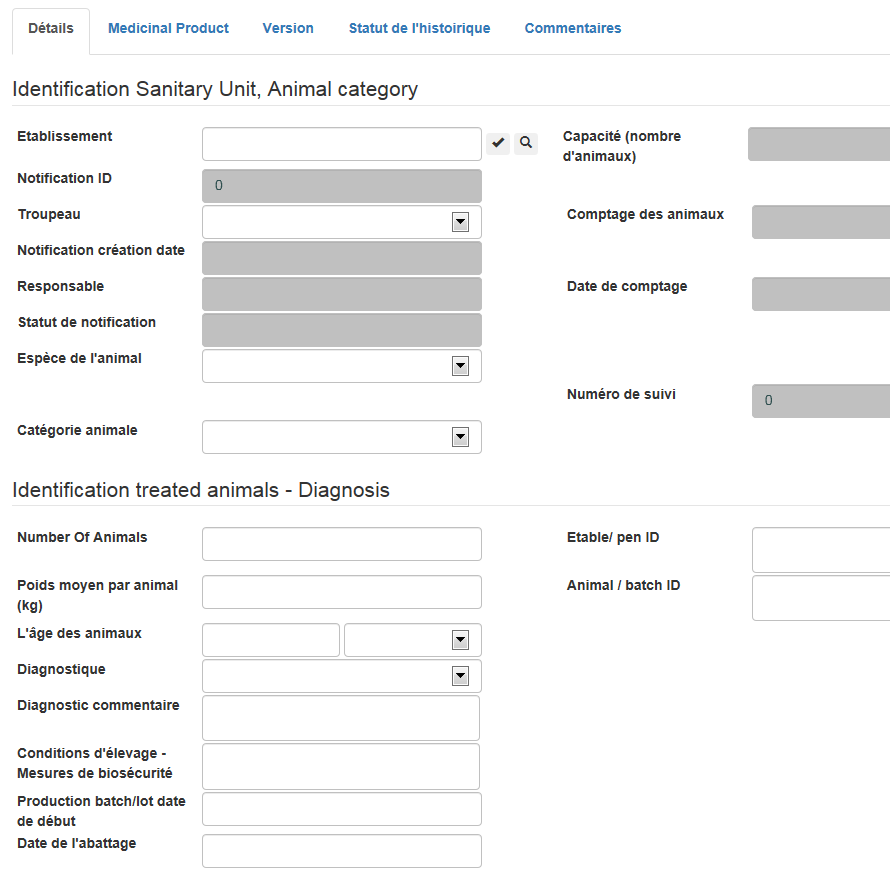 Détails Medicinal Product Version Statut de l'histoirique Commentaires
Identification Sanitary Unit, Animal category
Etablissement
Capacité (nombre
d'animaux)
Notification ID 0
Troupeau
Comptage des animaux
Notification création date
Responsable
Date de comptage
Statut de notification
Espèce de l'animal
Numéro de suivi 0
Catégorie animale
Identification treated animals - Diagnosis
Number Of Animals
Etable/ pen ID
Poids moyen par animal
(kg)
Animal / batch ID
L'âge des animaux
Diagnostique
Diagnostic commentaire
Conditions d'élevage -
Mesures de biosécurité
Production batch/lot date
de début
Date de l'abattage